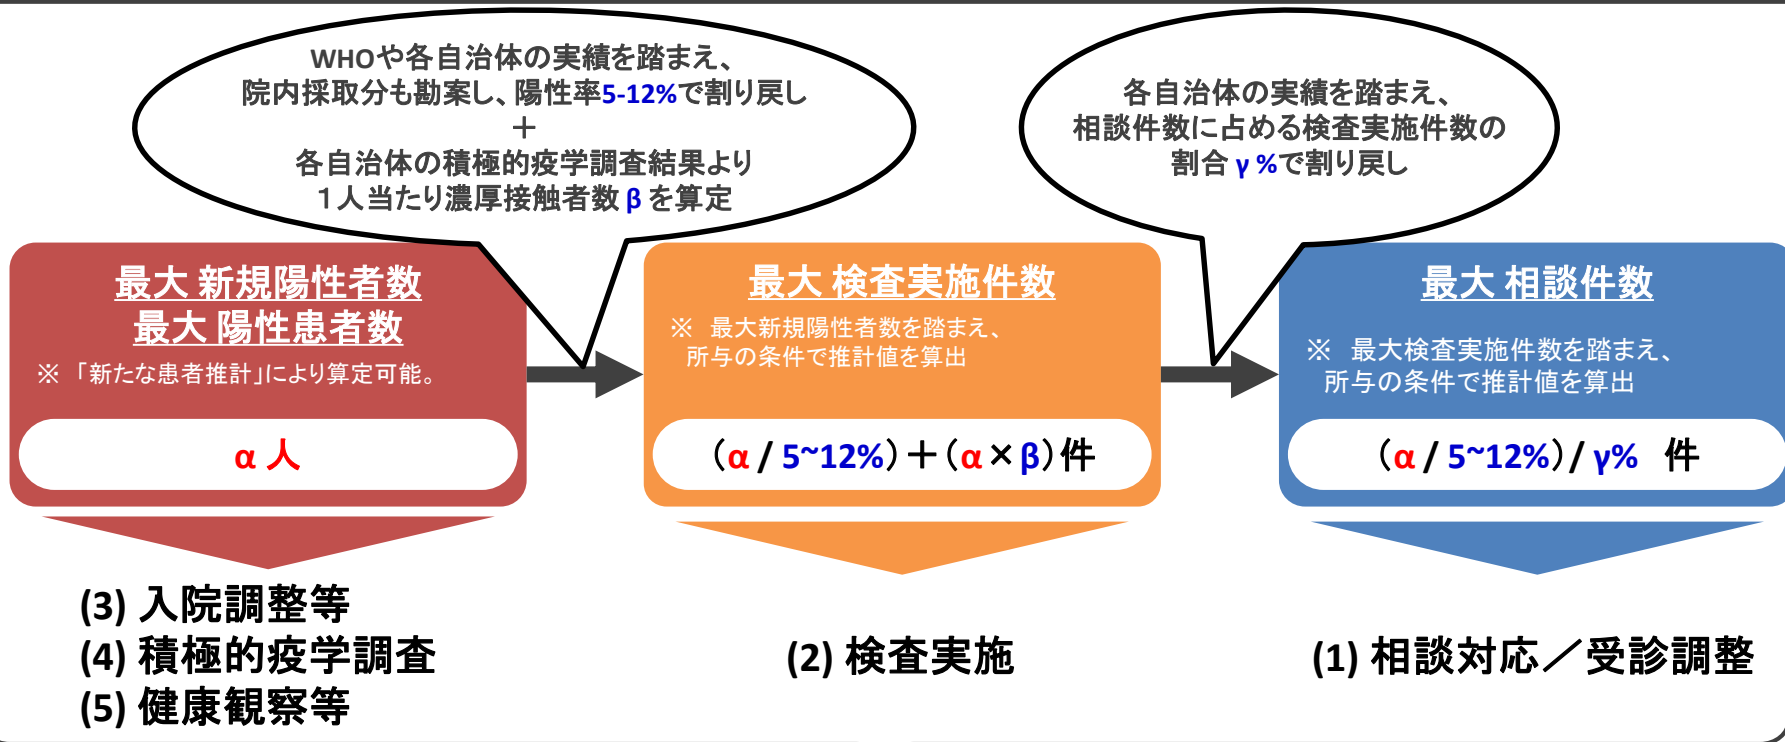 WHOや各自治体の実績を踏まえ、
院内採取分も勘案し、陽性率5-12%で割り戻し
＋
各自治体の積極的疫学調査結果より
１人当たり濃厚接触者数 β を算定
各自治体の実績を踏まえ、
相談件数に占める検査実施件数の
割合 γ %で割り戻し
最大 新規陽性者数
最大 陽性患者数
※ 「新たな患者推計」により算定可能。
α 人
最大 検査実施件数
※ 最大新規陽性者数を踏まえ、
所与の条件で推計値を算出
（α / 5~12%）＋（α × β）件
最大 相談件数
※ 最大検査実施件数を踏まえ、
所与の条件で推計値を算出
（α / 5~12%）/ γ% 件
(3) 入院調整等
(4) 積極的疫学調査
(5) 健康観察等
(2) 検査実施
(1) 相談対応／受診調整